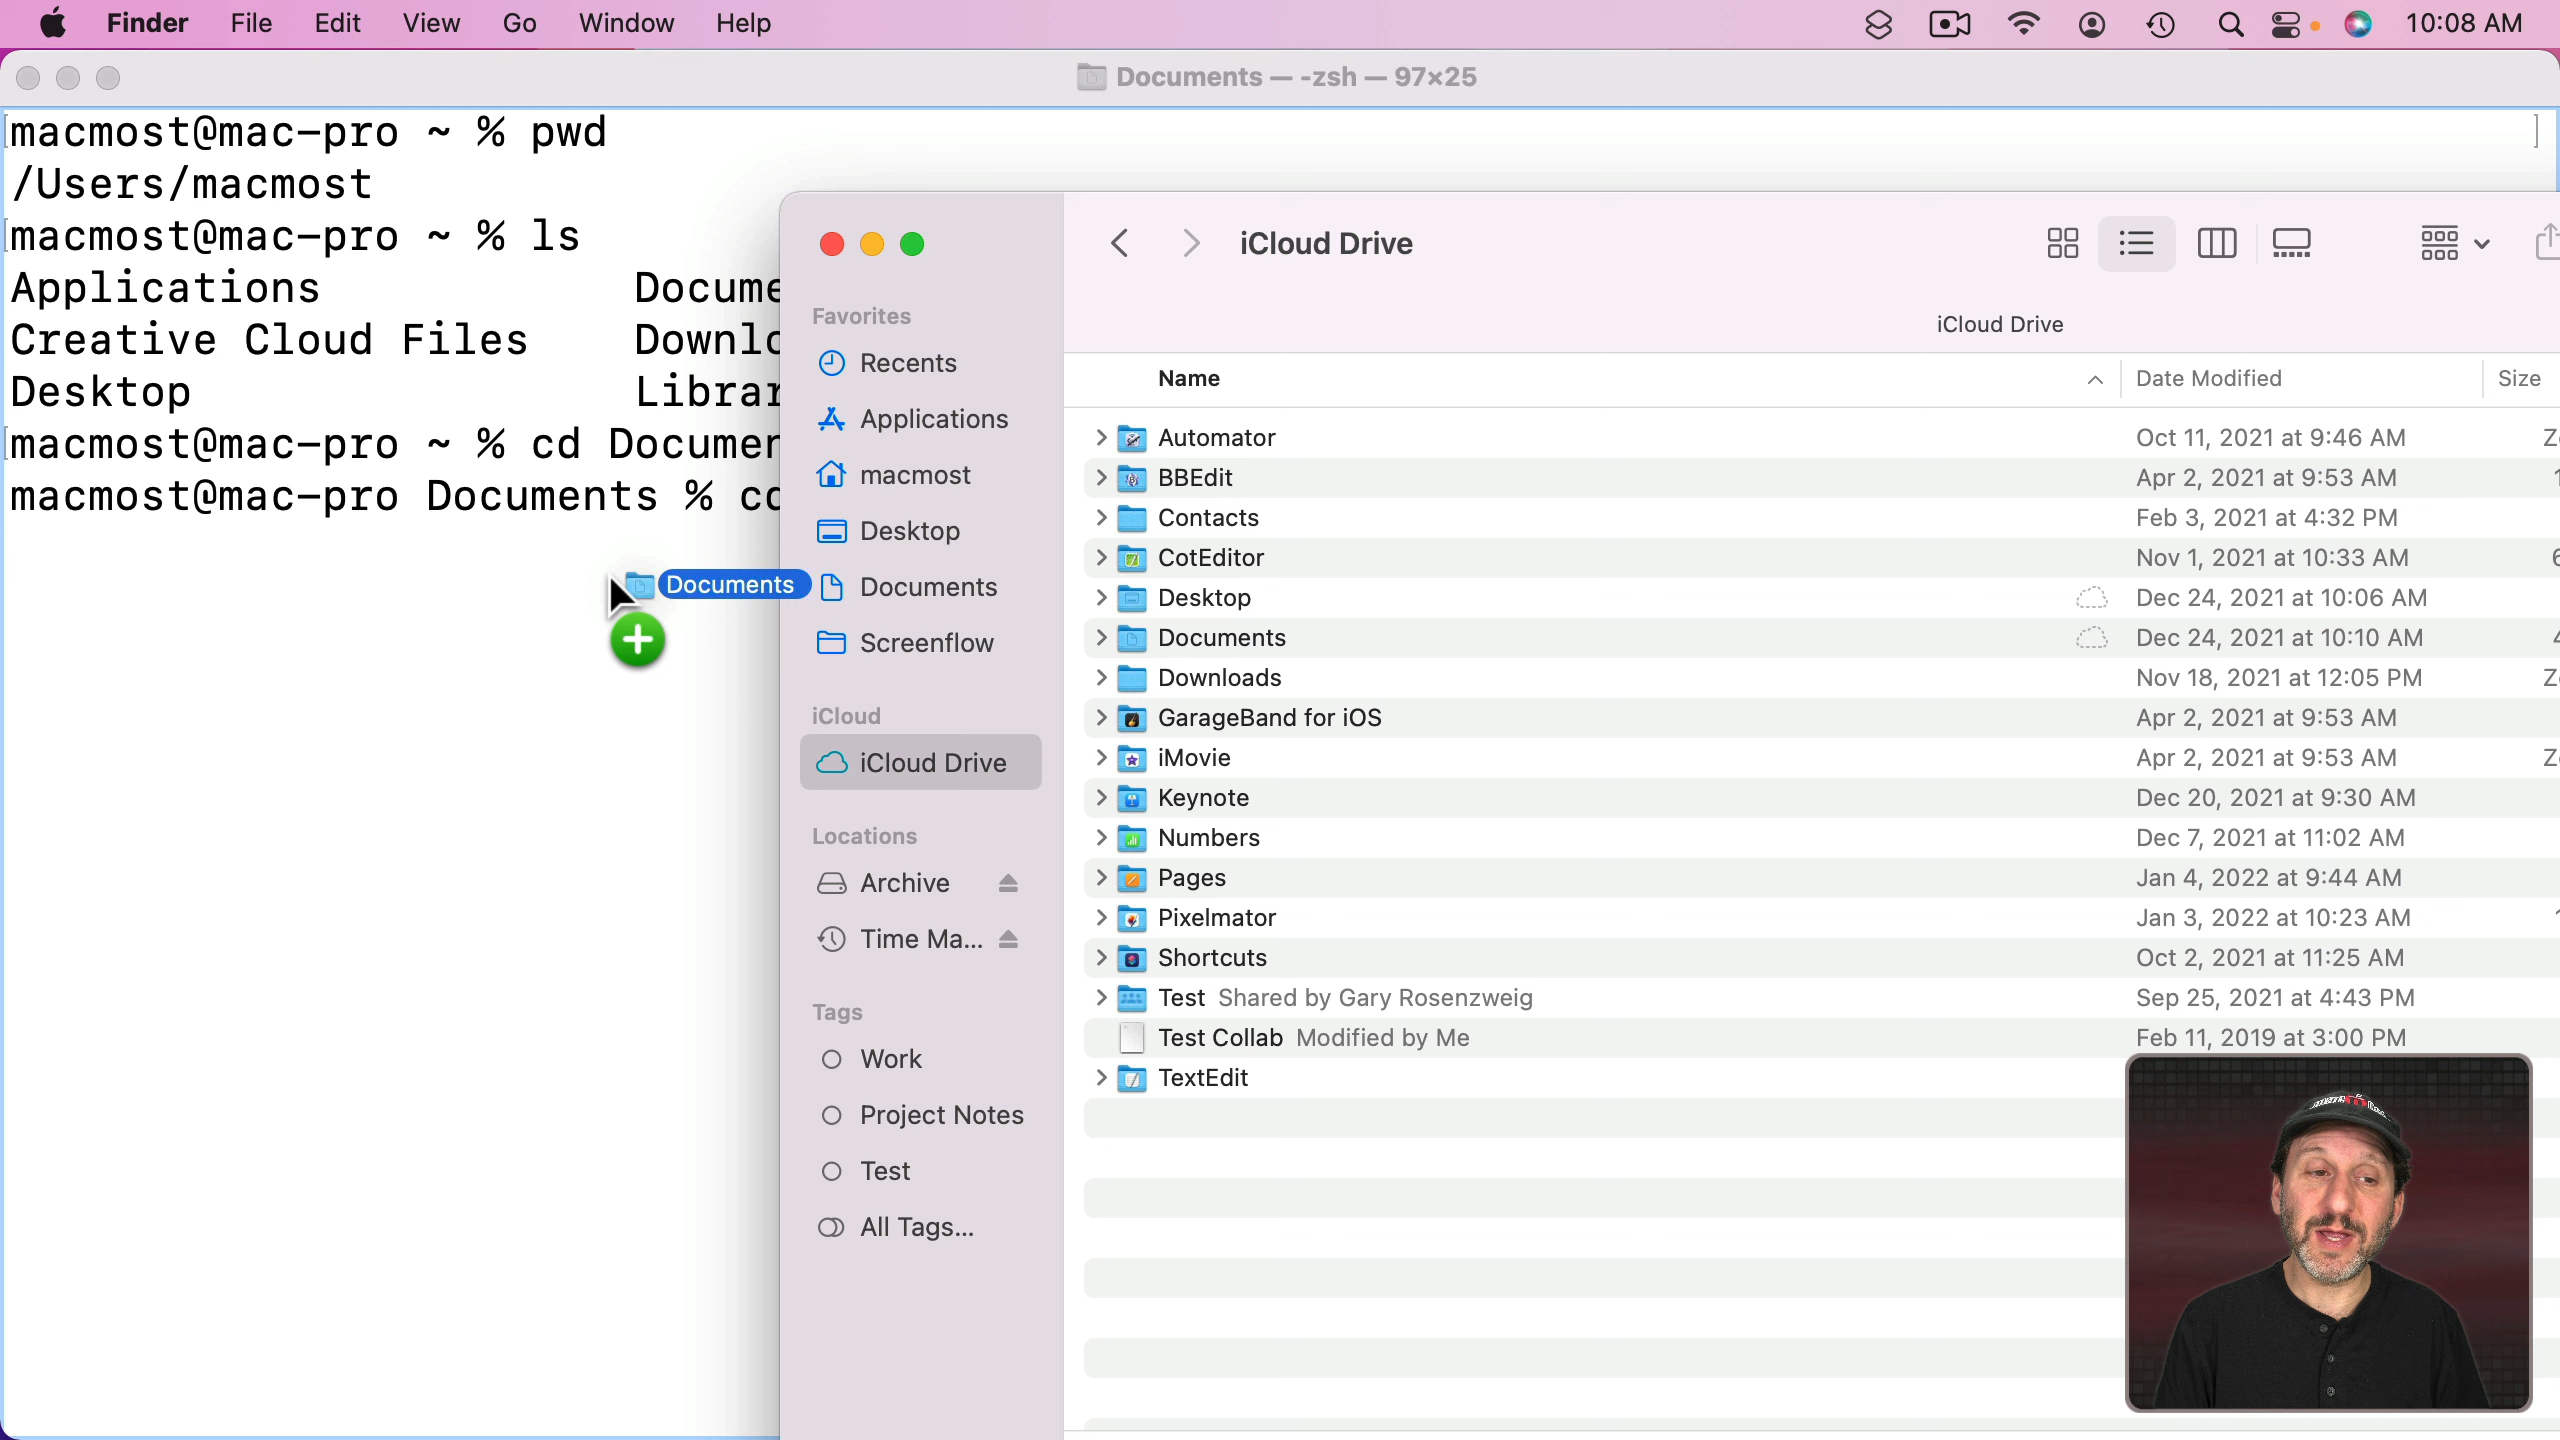 Finder File Edit View Go Window Help 10:08 AM
Documents — -zsh — 97×25
macmost@mac-pro ~ % pwd
/Users/macmost
macmost@mac-pro ~ % ls
Applications Docume
Creative Cloud Files Downlo
Desktop Librar
macmost@mac-pro ~ % cd Documen
macmost@mac-pro Documents % cd
Documents
iCloud Drive
Favorites
Recents
Applications
macmost
Desktop
Documents
Screenflow
iCloud
iCloud Drive
Locations
Archive
Time Ma...
Tags
Work
Project Notes
Test
All Tags...
iCloud Drive
Name Date Modified Size
Automator Oct 11, 2021 at 9:46 AM
BBEdit Apr 2, 2021 at 9:53 AM
Contacts Feb 3, 2021 at 4:32 PM
CotEditor Nov 1, 2021 at 10:33 AM
Desktop Dec 24, 2021 at 10:06 AM
Documents Dec 24, 2021 at 10:10 AM
Downloads Nov 18, 2021 at 12:05 PM
GarageBand for iOS Apr 2, 2021 at 9:53 AM
iMovie Apr 2, 2021 at 9:53 AM
Keynote Dec 20, 2021 at 9:30 AM
Numbers Dec 7, 2021 at 11:02 AM
Pages Jan 4, 2022 at 9:44 AM
Pixelmator Jan 3, 2022 at 10:23 AM
Shortcuts Oct 2, 2021 at 11:25 AM
Test Shared by Gary Rosenzweig Sep 25, 2021 at 4:43 PM
Test Collab Modified by Me Feb 11, 2019 at 3:00 PM
TextEdit